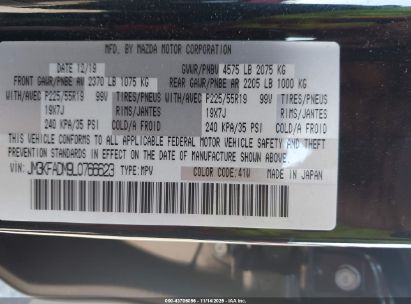 MFD. BY MAZDA MOTOR CORPORATION
DATE 12/19 GVWR/PNBV 4575 LB 2075 KG
FRONT GAWR/PNBE AV 2370 LB 1075 KG REAR GAWR/PNBE AR 2205 LB 1000 KG
WITH/AVEC P225/55R19 99V TIRES/PNEUS WITH/AVEC P225/55R19 99V TIRES/PNEUS
19X7J RIMS/JANTES 19X7J RIMS/JANTES
240 KPA/35 PSI COLD/A FROID 240 KPA/35 PSI COLD/A FROID
THIS VEHICLE CONFORMS TO ALL APPLICABLE FEDERAL MOTOR VEHICLE SAFETY AND THEFT
PREVENTION STANDARDS IN EFFECT ON THE DATE OF MANUFACTURE SHOWN ABOVE.
VIN: JM3KFADM9L0766623 TYPE: MPV COLOR CODE: 41W MADE IN JAPAN
11/14/2025